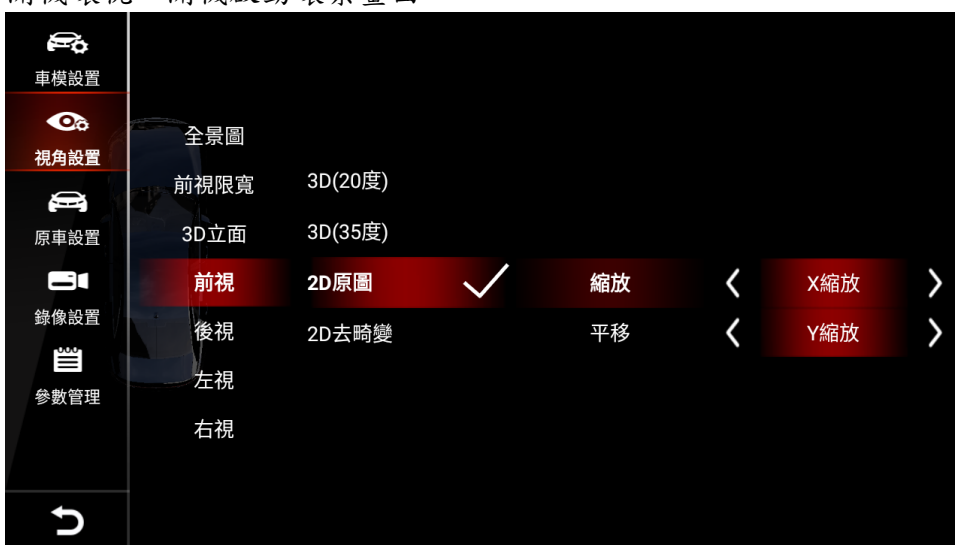 車模設置
視角設置
原車設置
錄像設置
參數管理
全景圖
前視限寬 3D(20度)
3D立面 3D(35度)
前視 2D原圖 縮放 X縮放
後視 2D去畸變 平移 Y縮放
左視
右視